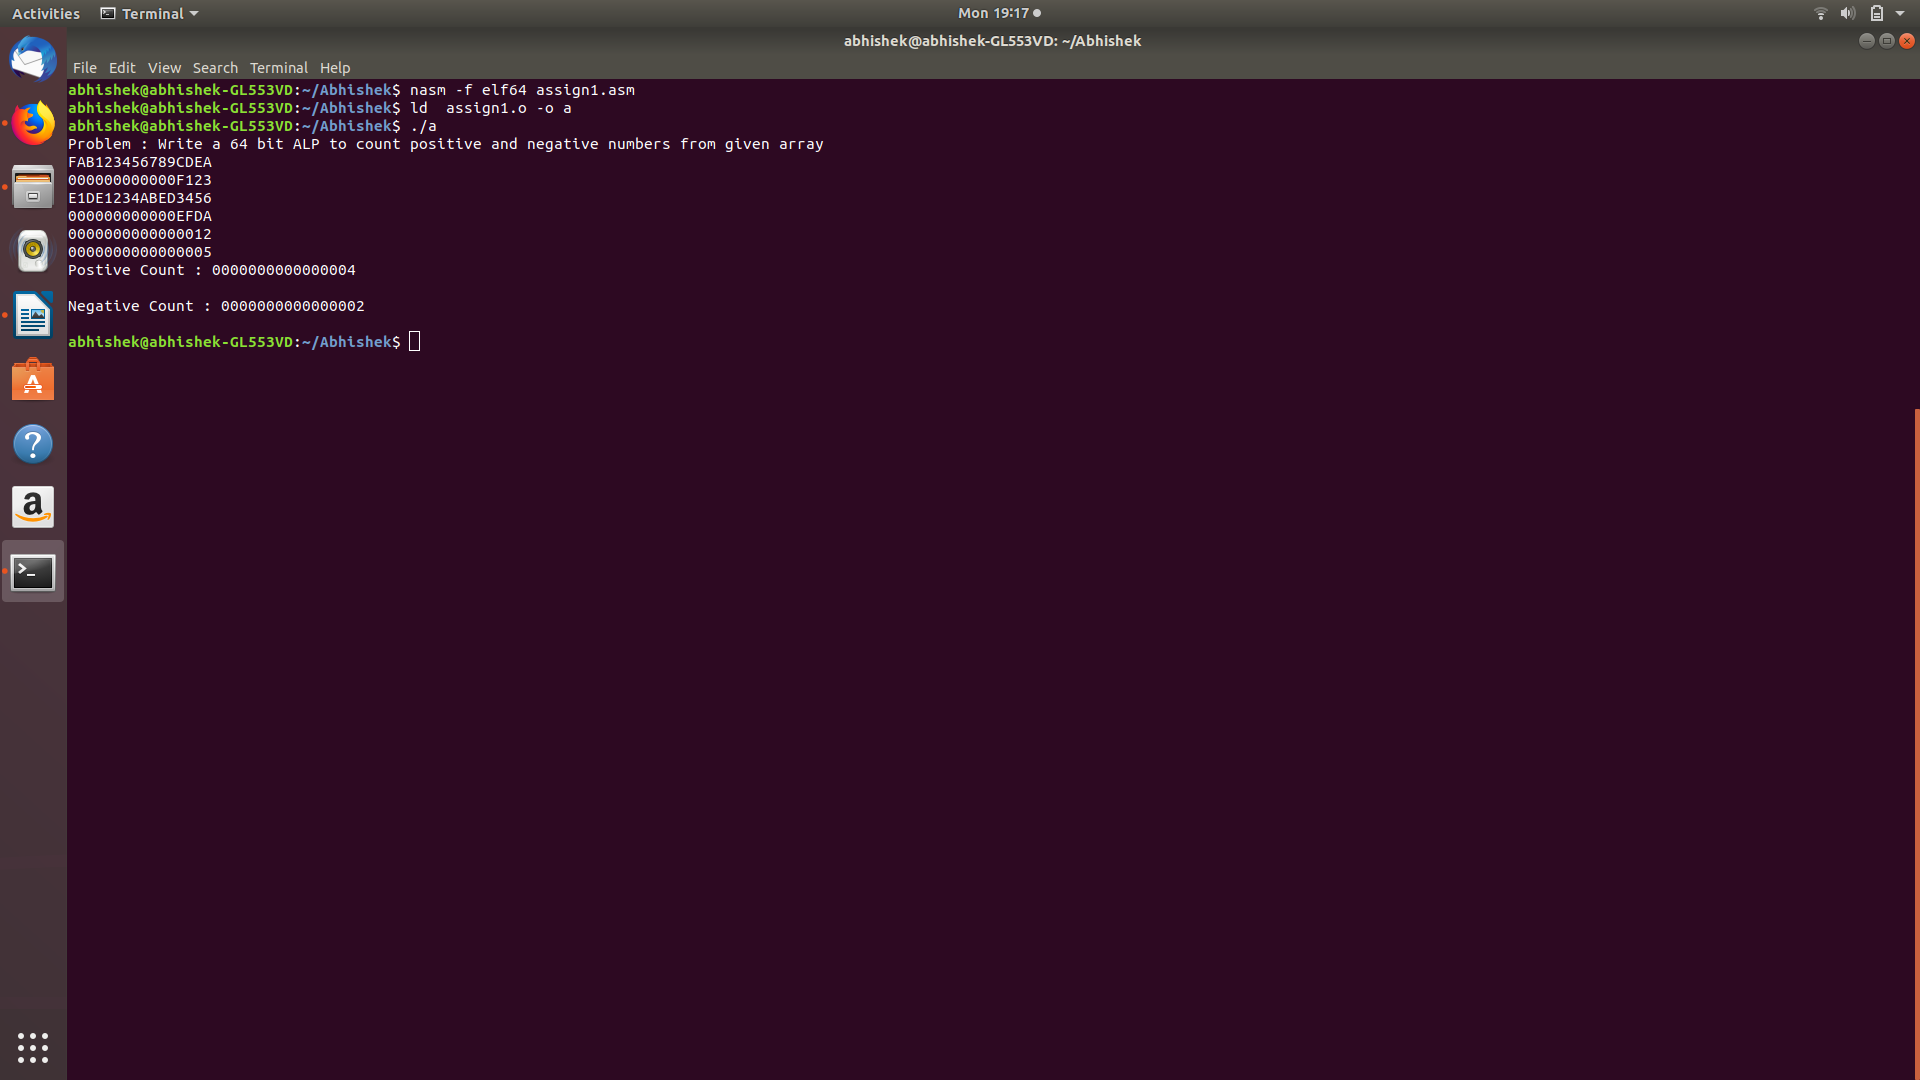 Activities Terminal Mon 19:17
abhishek@abhishek-GL553VD: ~/Abhishek
File Edit View Search Terminal Help
abhishek@abhishek-GL553VD:~/Abhishek$ nasm -f elf64 assign1.asm
abhishek@abhishek-GL553VD:~/Abhishek$ ld  assign1.o -o a
abhishek@abhishek-GL553VD:~/Abhishek$ ./a
Problem : Write a 64 bit ALP to count positive and negative numbers from given array
FAB123456789CDEA
000000000000F123
E1DE1234ABED3456
000000000000EFDA
0000000000000012
0000000000000005
Postive Count : 0000000000000004
Negative Count : 0000000000000002
abhishek@abhishek-GL553VD:~/Abhishek$